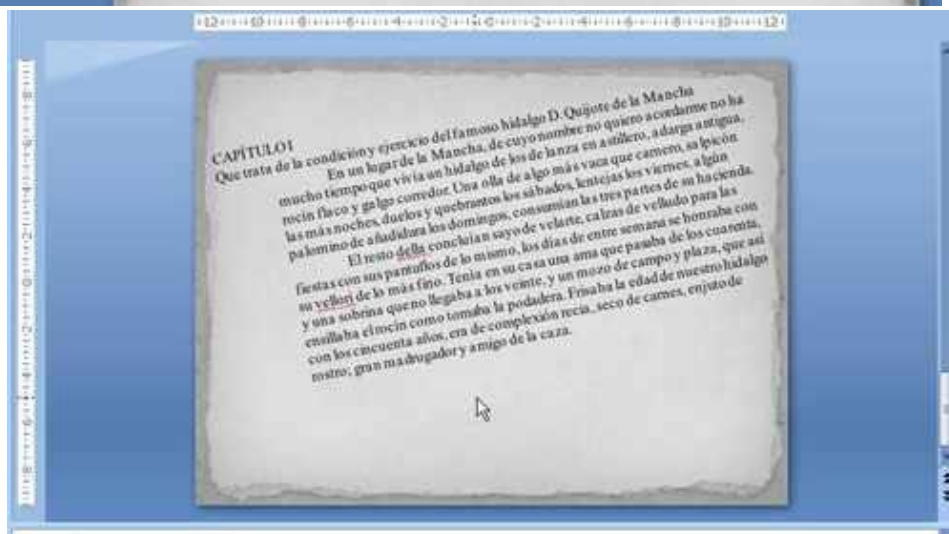 CAPÍTULO I
Que trata de la condición y ejercicio del famoso hidalgo D. Quijote de la Mancha
En un lugar de la Mancha, de cuyo nombre no quiero acordarme no ha
mucho tiempo que vivía un hidalgo de los de lanza en astillero, adarga antigua,
rocín flaco y galgo corredor. Una olla de algo más vaca que carnero, salpicón
las más noches, duelos y quebrantos los sábados, lentejas los viernes, algún
palomino de añadidura los domingos, consumían las tres partes de su hacienda.
El resto della concluían sayo de velarte, calzas de velludo para las
fiestas con sus pantuflos de lo mismo, los días de entre semana se honraba con
su vellori de lo más fino. Tenía en su casa una ama que pasaba de los cuarenta,
y una sobrina que no llegaba a los veinte, y un mozo de campo y plaza, que así
ensillaba el rocín como tomaba la podadera. Frisaba la edad de nuestro hidalgo
con los cincuenta años, era de complexión recia, seco de carnes, enjuto de
rostro; gran madrugador y amigo de la caza.